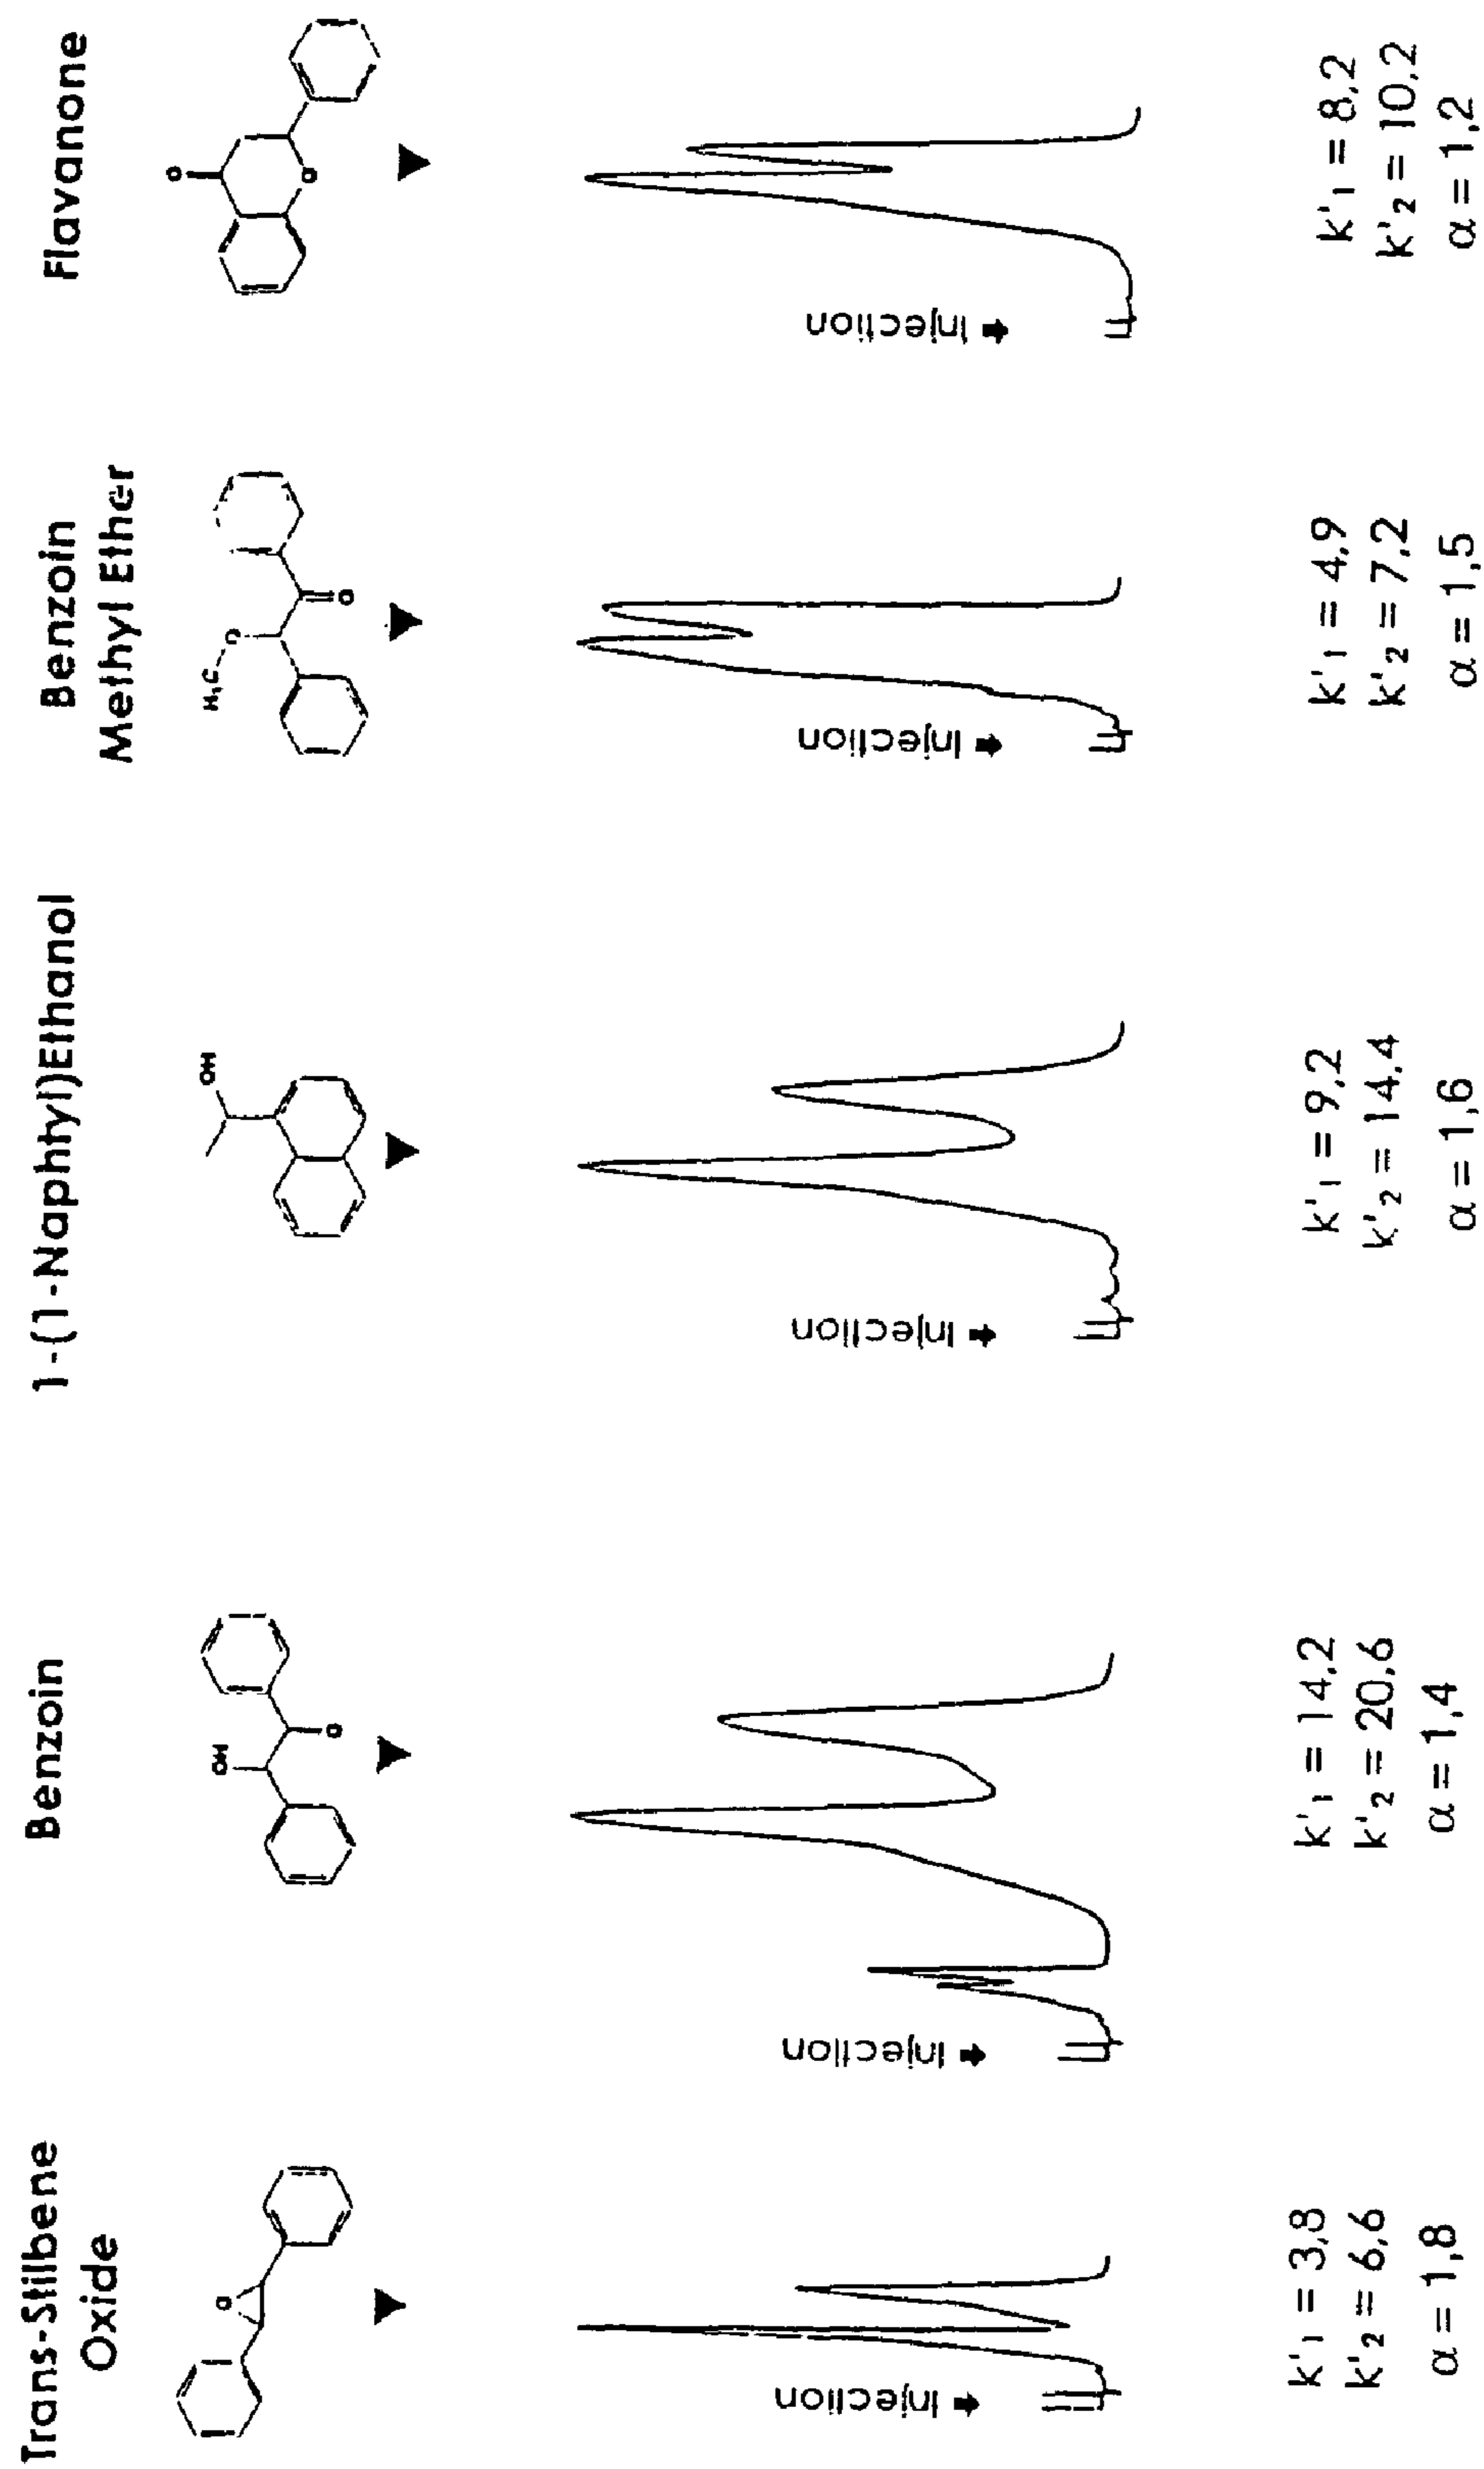 Trans-Stilbene
Oxide
O
Injection
k'1 = 3,8
k'2 = 6,6
α = 1,8
Benzoin
HO
O
Injection
k'1 = 14,2
k'2 = 20,6
α = 1,4
1-(1-Naphtyl)Ethanol
OH
Injection
k'1 = 9,2
k'2 = 14,4
α = 1,6
Benzoin
Methyl Ether
H3C
O
O
Injection
k'1 = 4,9
k'2 = 7,2
α = 1,5
Flavanone
O
O
Injection
k'1 = 8,2
k'2 = 10,2
α = 1,2